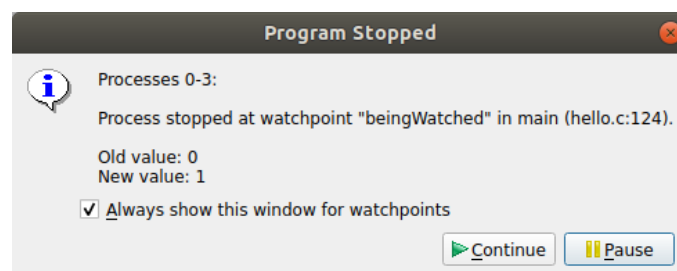 Program Stopped
Processes 0-3:
Process stopped at watchpoint "beingWatched" in main (hello.c:124).
Old value: 0
New value: 1
Always show this window for watchpoints
Continue
Pause